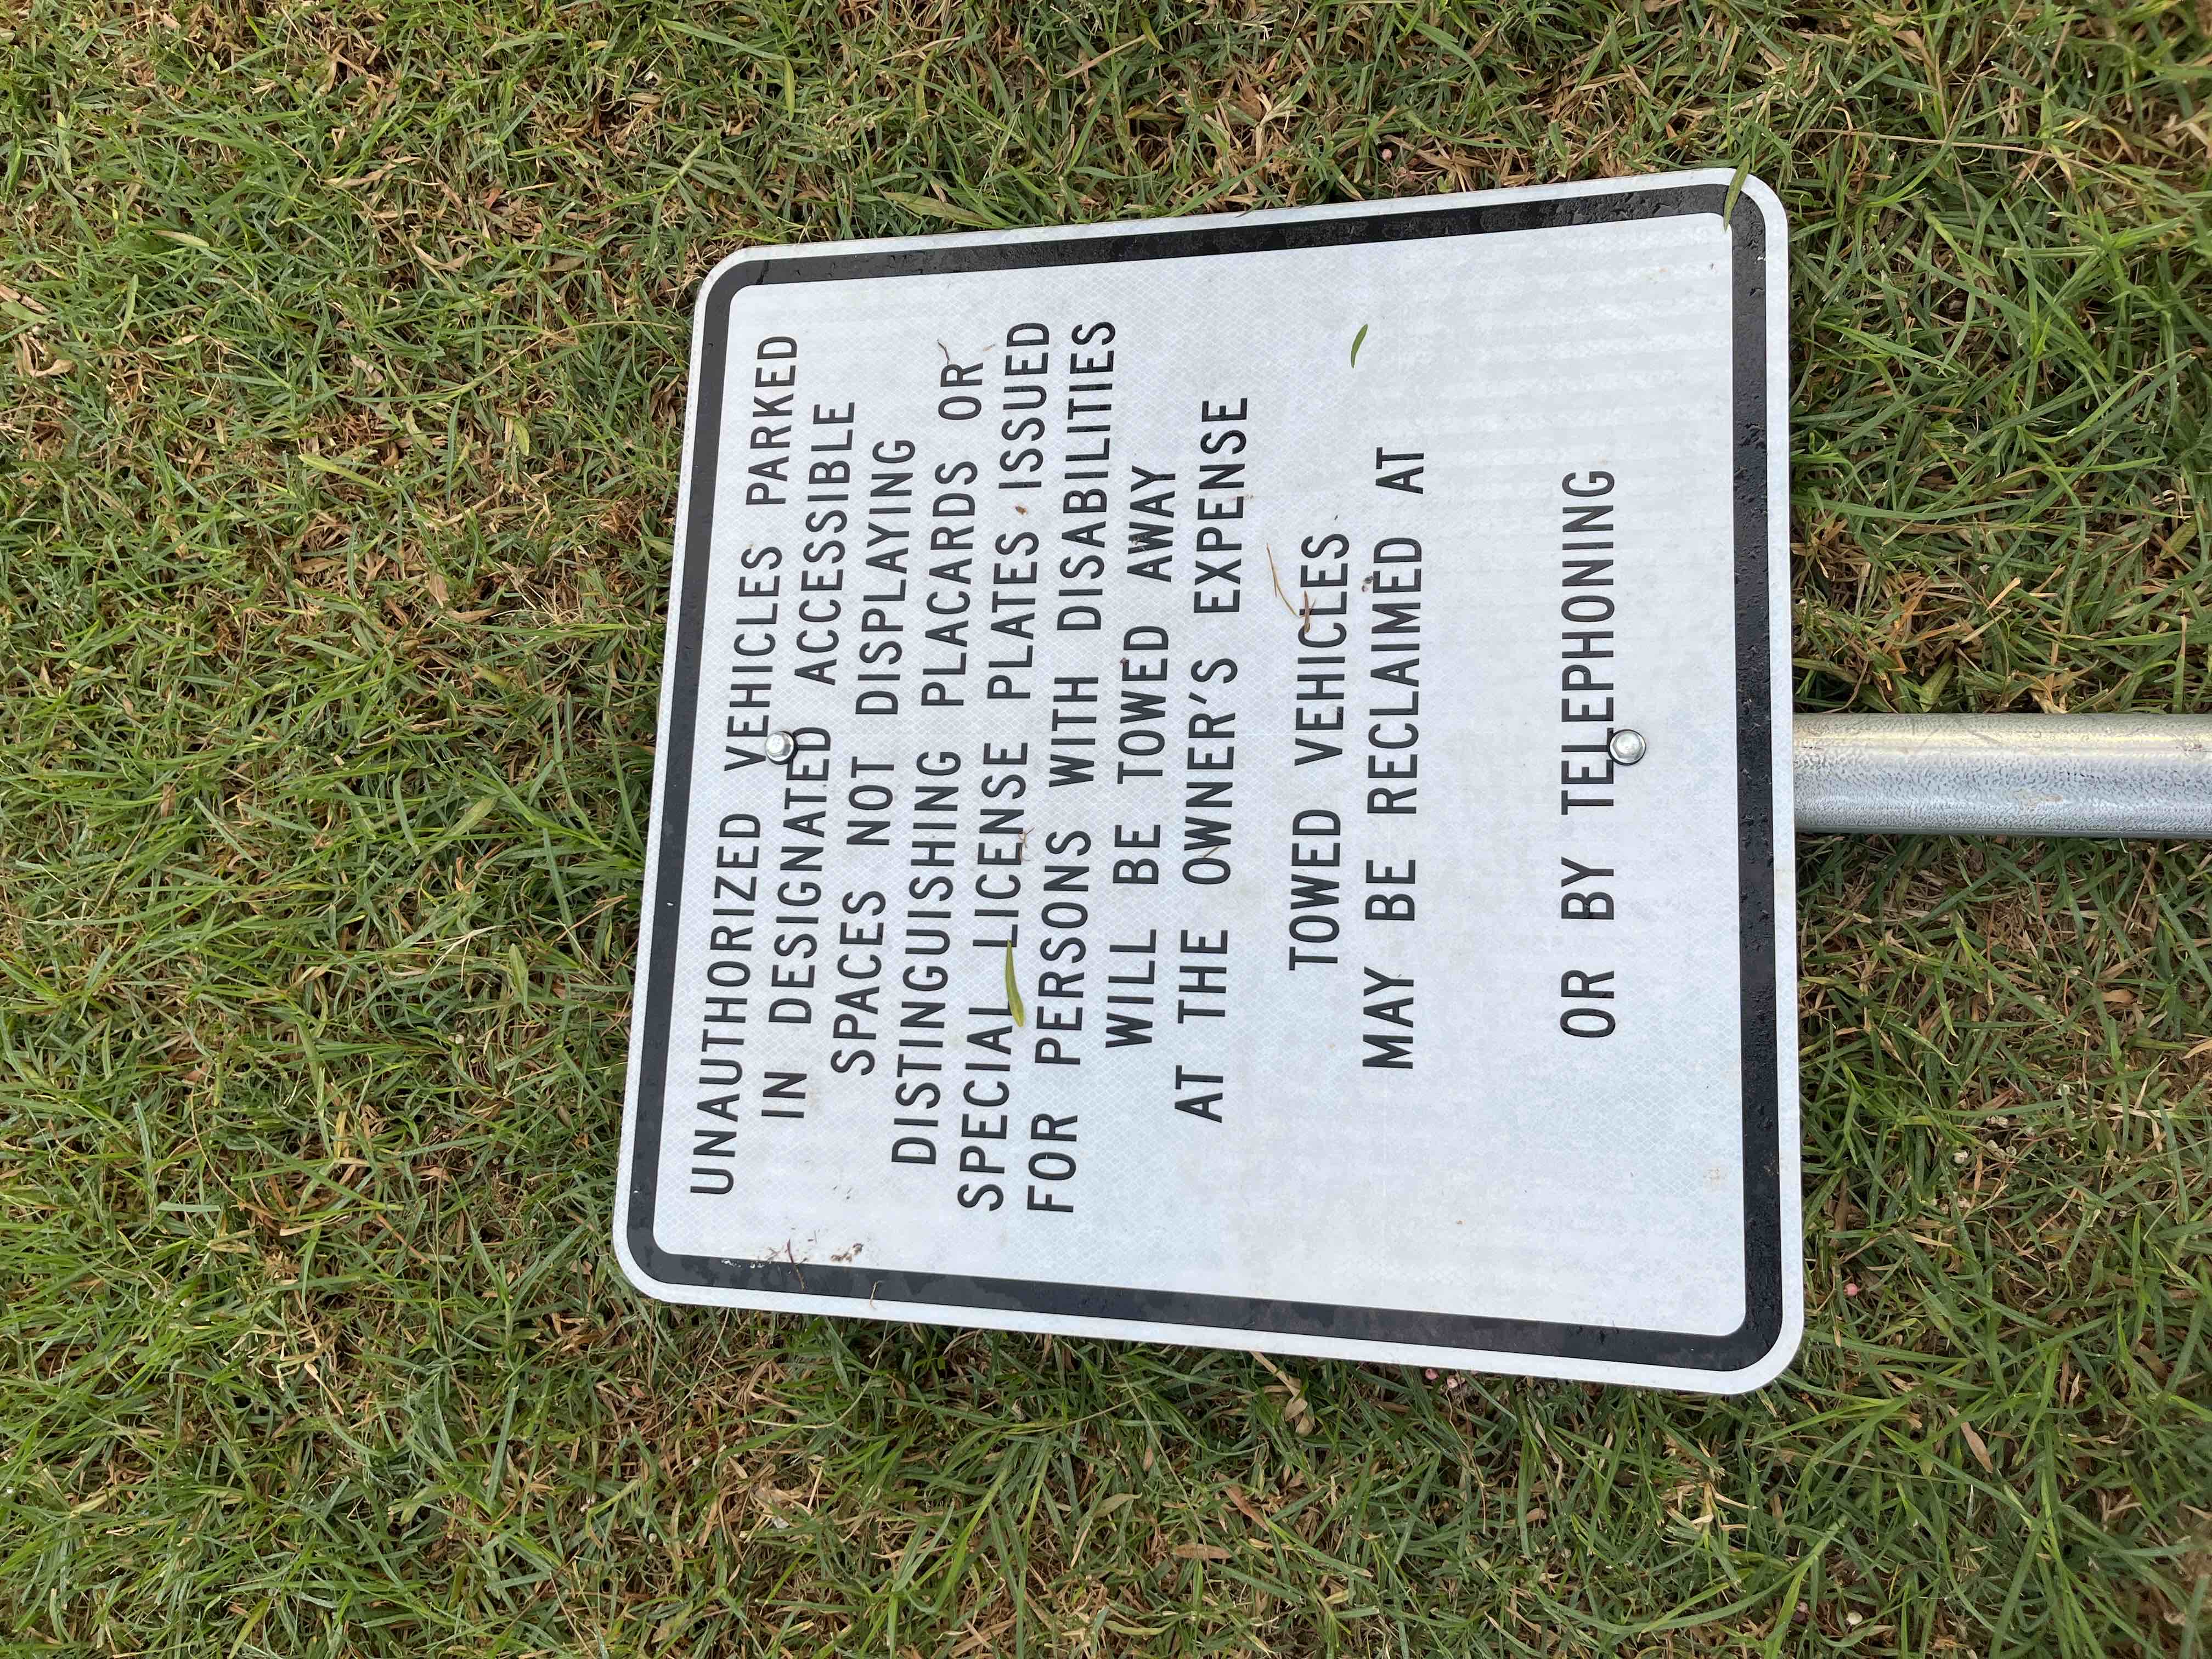 UNAUTHORIZED VEHICLES PARKED
IN DESIGNATED ACCESSIBLE
SPACES NOT DISPLAYING
DISTINGUISHING PLACARDS OR
SPECIAL LICENSE PLATES ISSUED
FOR PERSONS WITH DISABILITIES
WILL BE TOWED AWAY
AT THE OWNER'S EXPENSE
TOWED VEHICLES
MAY BE RECLAIMED AT
OR BY TELEPHONING